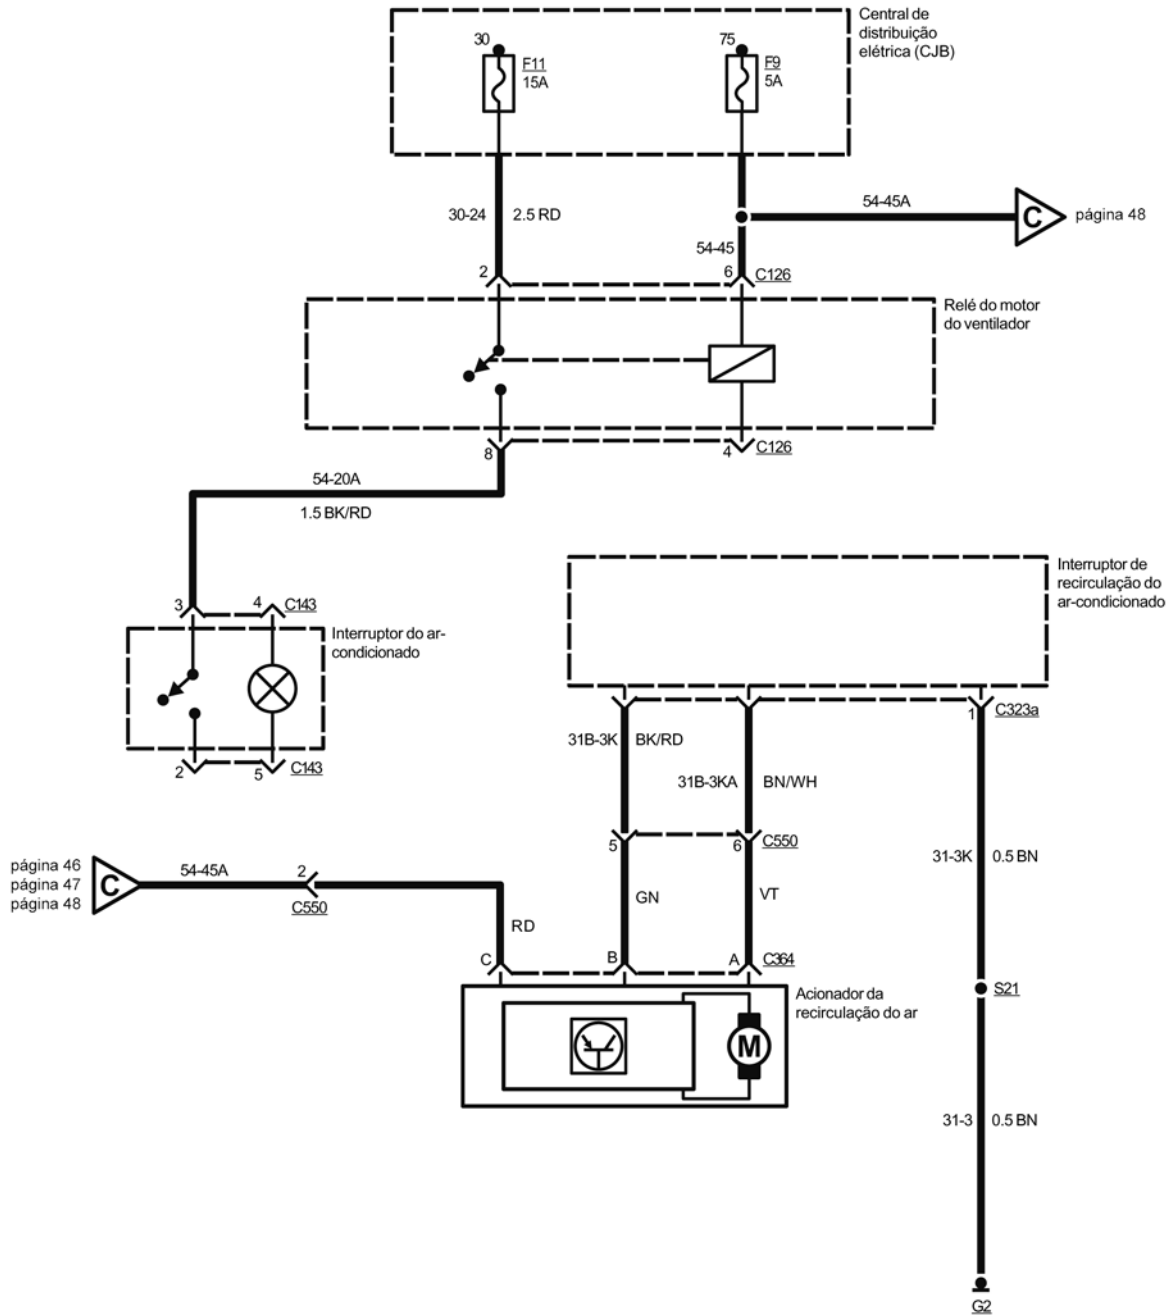 Central de
distribuição
elétrica (CJB)
30
F11
15A
75
F9
5A
30-24
2.5 RD
54-45A
C
página 48
54-45
2
6
C126
Relé do motor
do ventilador
8
4
C126
54-20A
1.5 BK/RD
Interruptor de
recirculação do
ar-condicionado
3
4
C143
Interruptor do ar-
condicionado
1
C323a
31B-3K
BK/RD
2
5
C143
31B-3KA
BN/WH
5
6
C550
31-3K
0.5 BN
página 46
página 47
página 48
C
54-45A
2
C550
GN
VT
RD
C
B
A
C364
S21
Acionador da
recirculação do ar
M
31-3
0.5 BN
G2